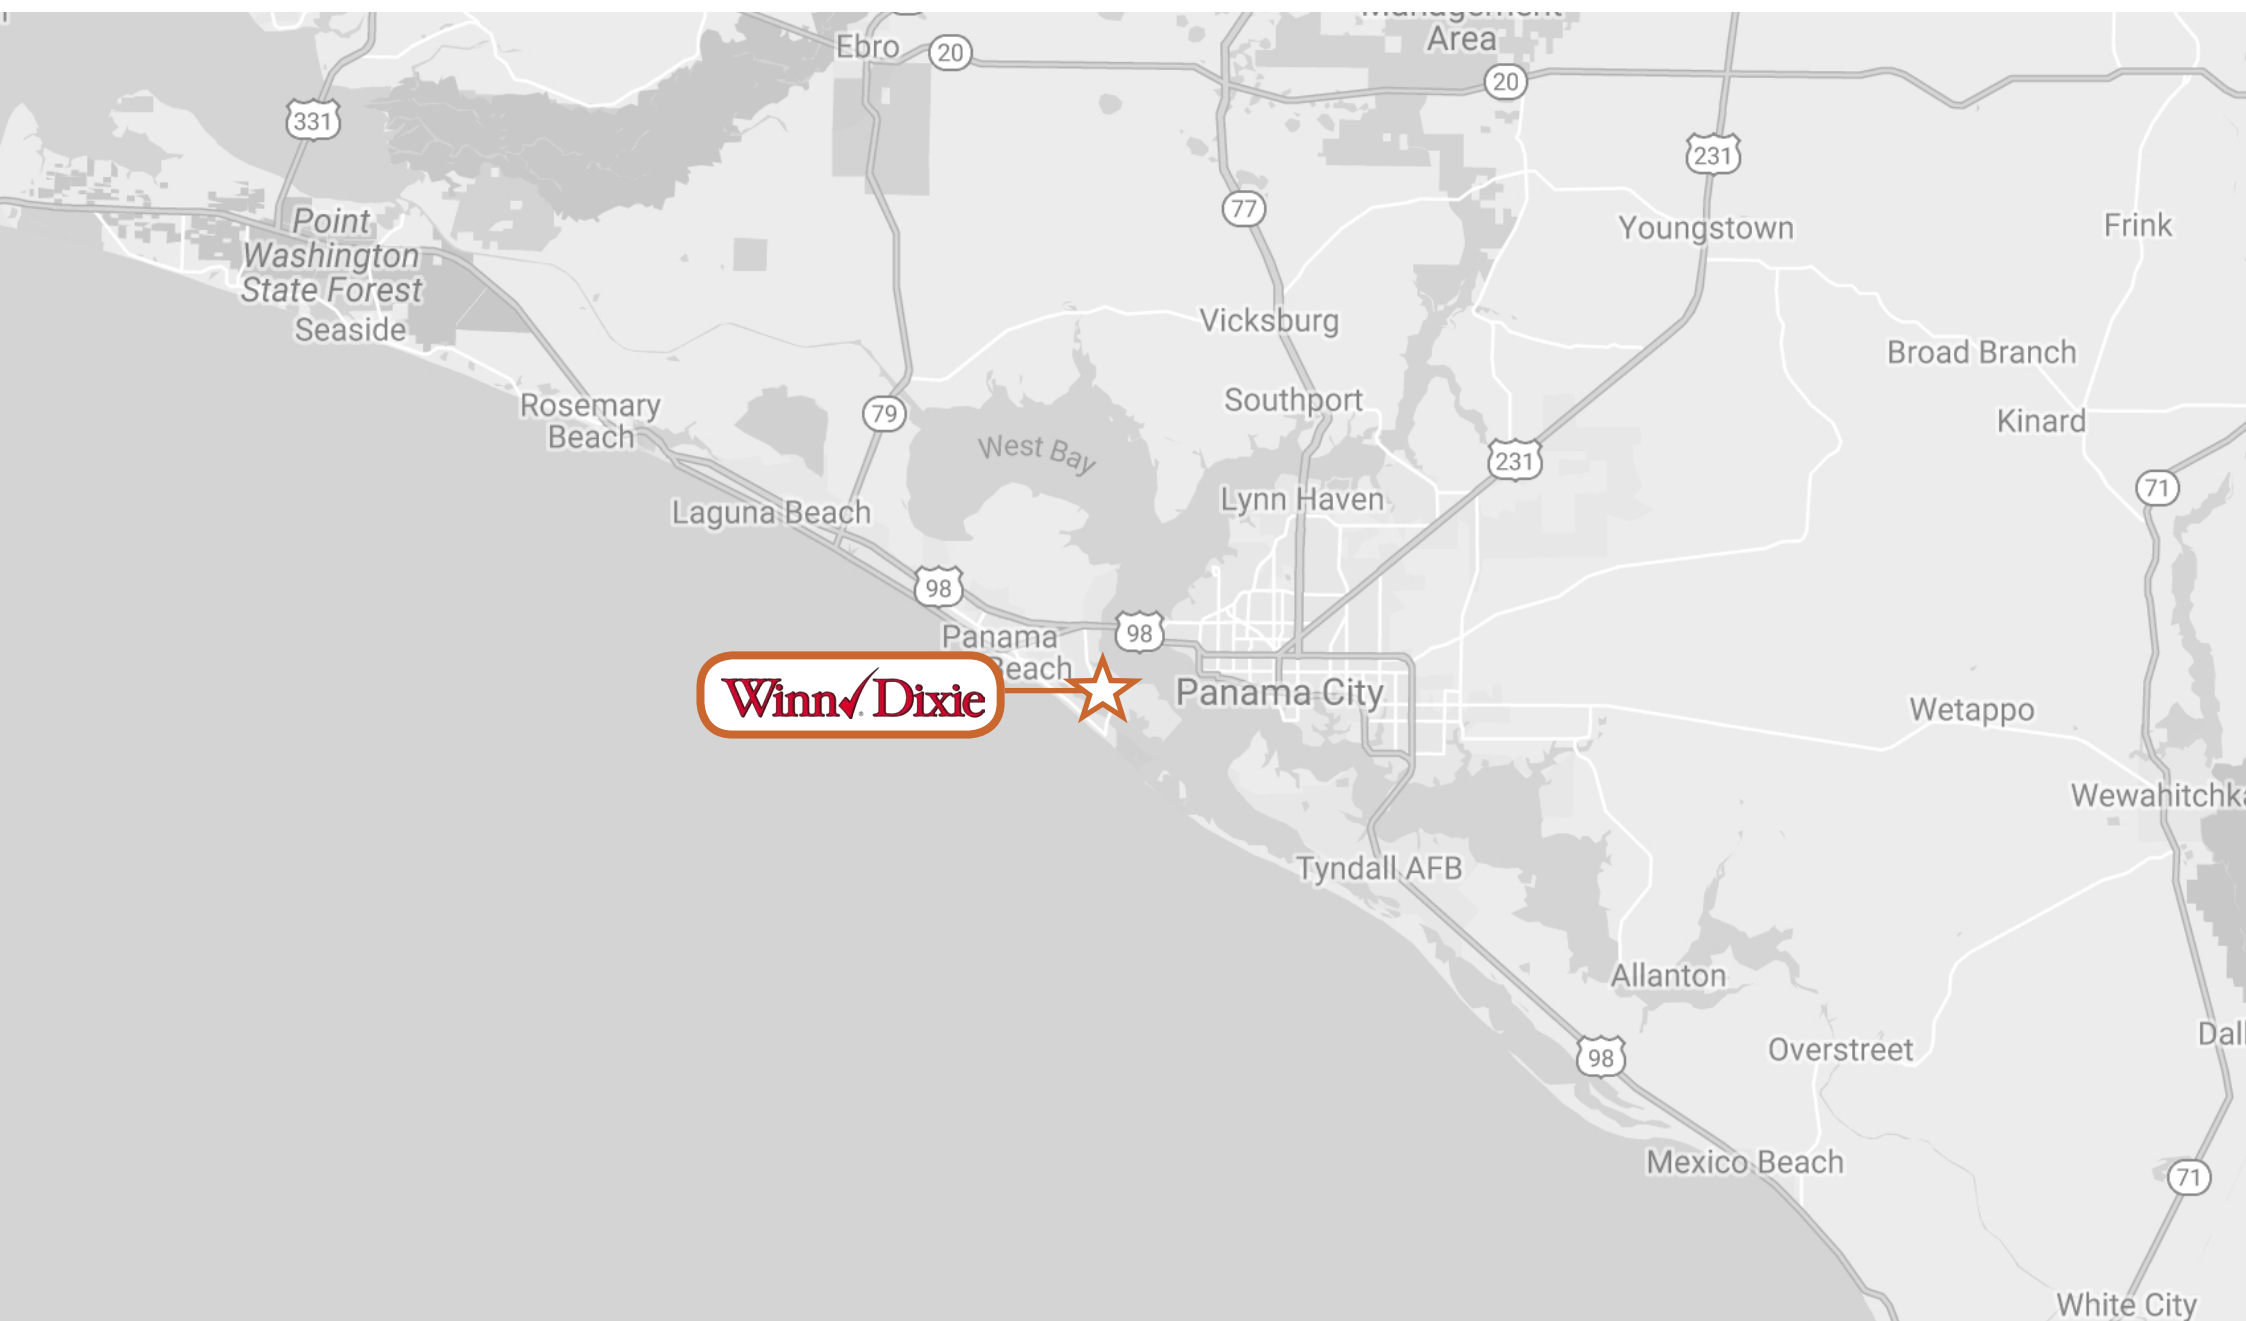 Management
Area
Ebro
20
20
331
231
77
Point
Washington
State Forest
Youngstown
Frink
Seaside
Vicksburg
Broad Branch
Rosemary
Beach
79
Southport
Kinard
West Bay
231
71
Laguna Beach
Lynn Haven
98
98
Panama
Beach
Winn Dixie
Panama City
Wetappo
Wewahitchka
Tyndall AFB
Allanton
98
Overstreet
Dal
Mexico Beach
71
White City